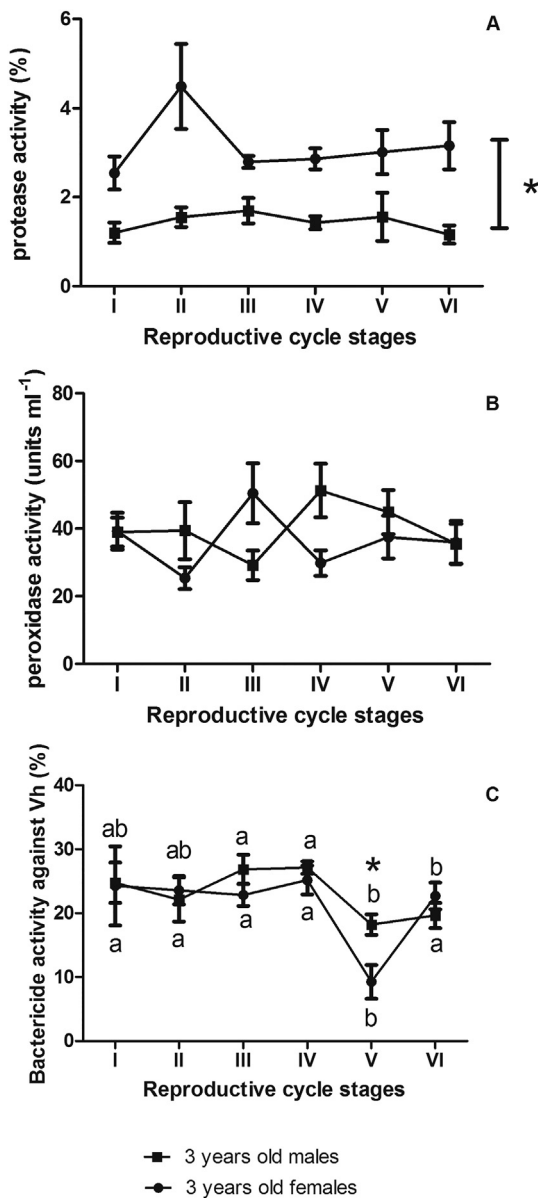 A
protease activity (%)
6
4
2
0
*
I II III IV V VI
Reproductive cycle stages
B
peroxidase activity (units ml⁻¹)
80
60
40
20
0
I II III IV V VI
Reproductive cycle stages
C
Bactericide activity against Vh (%)
40
30
20
10
0
ab ab a a * b b
a a a a b a
I II III IV V VI
Reproductive cycle stages
3 years old males
3 years old females